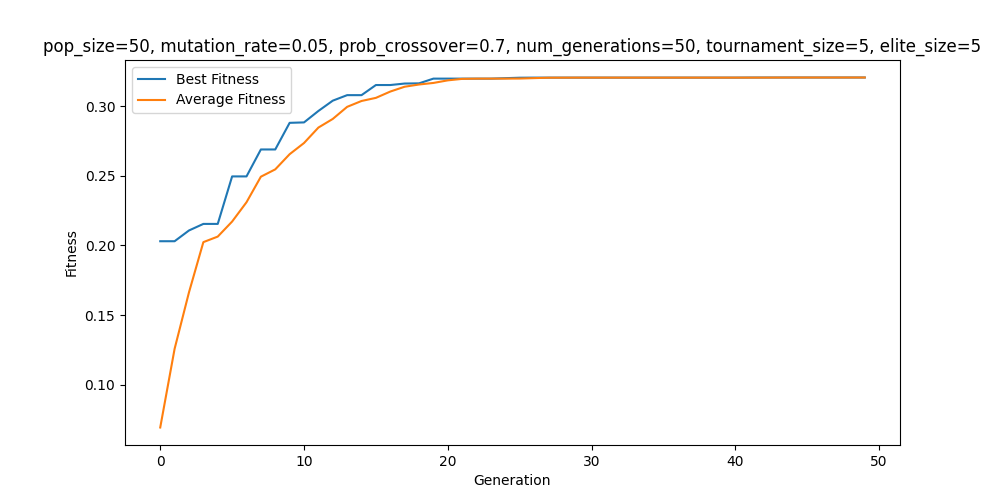 pop_size=50, mutation_rate=0.05, prob_crossover=0.7, num_generations=50, tournament_size=5, elite_size=5
Best Fitness
Average Fitness
0.30
0.25
0.20
0.15
0.10
Fitness
0 10 20 30 40 50
Generation